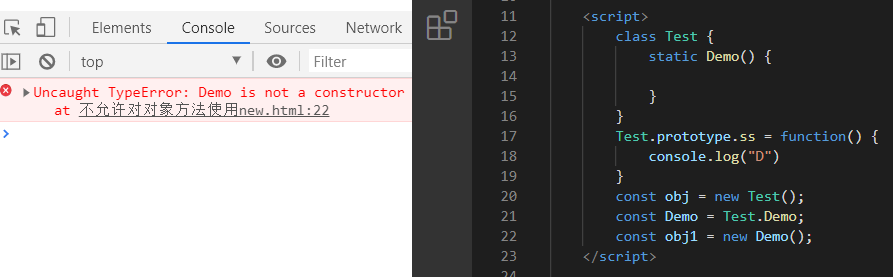 Elements Console Sources Network
top Filter
Uncaught TypeError: Demo is not a constructor
at 不允许对对象方法使用new.html:22
11 <script>
12 class Test {
13 static Demo() {
14
15 }
16 }
17 Test.prototype.ss = function() {
18 console.log("D")
19 }
20 const obj = new Test();
21 const Demo = Test.Demo;
22 const obj1 = new Demo();
23 </script>